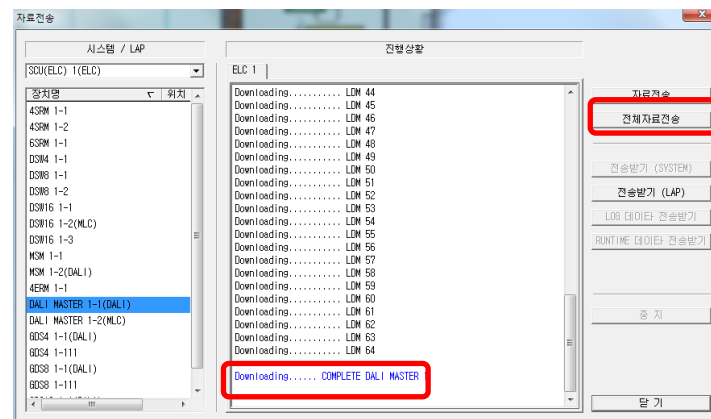 자료전송
시스템 / LAP
SCU(ELC) 1(ELC)
장치명 위치
4SRM 1-1
4SRM 1-2
6SRM 1-1
DSW4 1-1
DSW8 1-1
DSW8 1-2
DSW16 1-1
DSW16 1-2(MLC)
DSW16 1-3
MSM 1-1
MSM 1-2(DALI)
4ERM 1-1
DALI MASTER 1-1(DALI)
DALI MASTER 1-2(MLC)
GDS4 1-1(DALI)
GDS4 1-111
GDS8 1-1(DALI)
GDS8 1-111
진행상황
ELC 1
Downloading........... LDM 44
Downloading........... LDM 45
Downloading........... LDM 46
Downloading........... LDM 47
Downloading........... LDM 48
Downloading........... LDM 49
Downloading........... LDM 50
Downloading........... LDM 51
Downloading........... LDM 52
Downloading........... LDM 53
Downloading........... LDM 54
Downloading........... LDM 55
Downloading........... LDM 56
Downloading........... LDM 57
Downloading........... LDM 58
Downloading........... LDM 59
Downloading........... LDM 60
Downloading........... LDM 61
Downloading........... LDM 62
Downloading........... LDM 63
Downloading........... LDM 64
Downloading...... COMPLETE DALI MASTER
자료전송
전체자료전송
전송받기 (SYSTEM)
전송받기 (LAP)
LOG 데이타 전송받기
RUNTIME 데이타 전송받기
중 지
닫 기